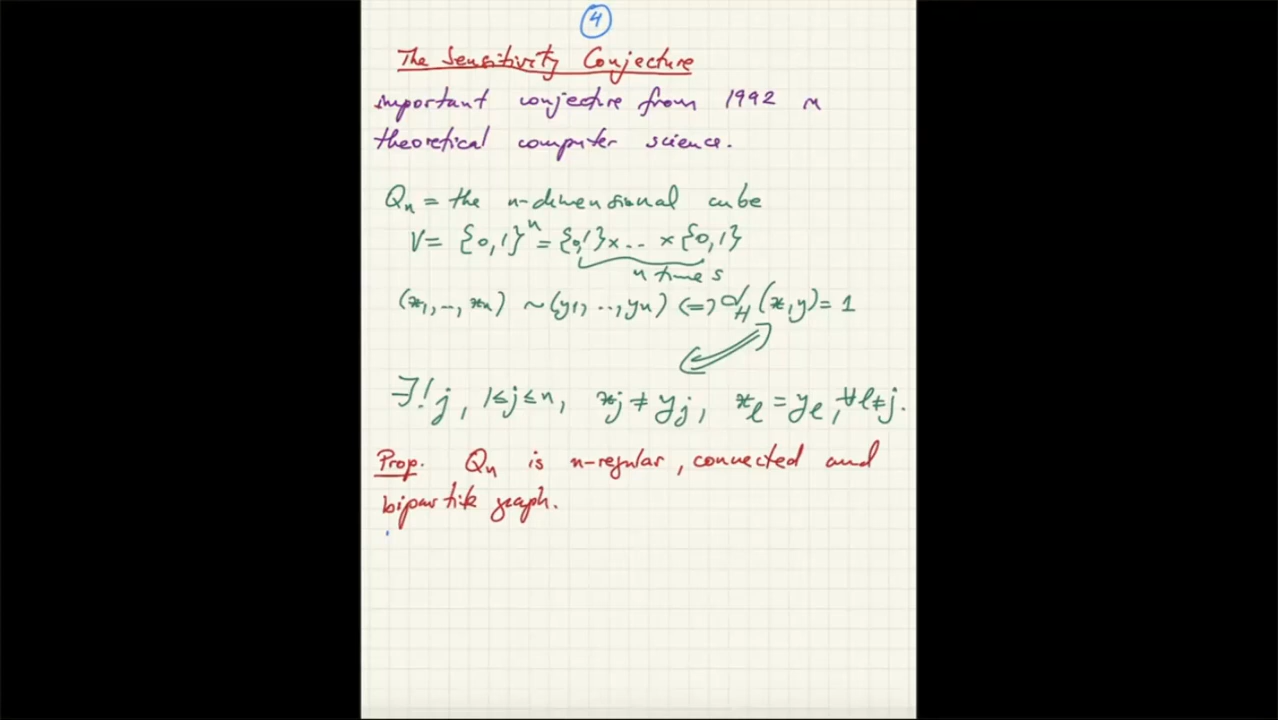 4
The Sensitivity Conjecture
important conjecture from 1992 in
theoretical computer science.
Qn = the n-dimensional cube
V = {0,1}^n = {0,1}×... ×{0,1}
n times
(x1,..,xn) ~ (y1,..,yn) <=> dH(x,y)=1
∃! j, 1≤j≤n, xj ≠ yj, xl = yl, ∀l≠j.
Prop. Qn is n-regular, connected and
bipartite graph.